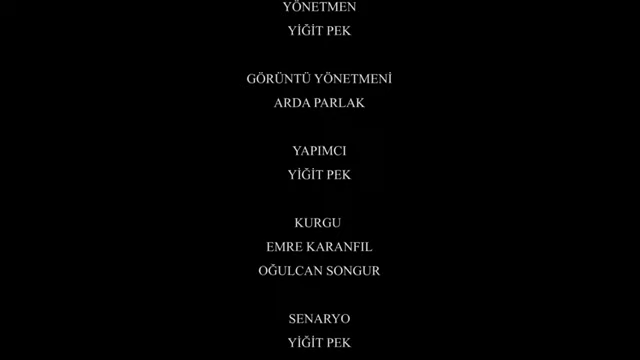 YÖNETMEN
YİĞİT PEK
GÖRÜNTÜ YÖNETMENİ
ARDA PARLAK
YAPIMCI
YİĞİT PEK
KURGU
EMRE KARANFIL
OĞULCAN SONGUR
SENARYO
YİĞİT PEK